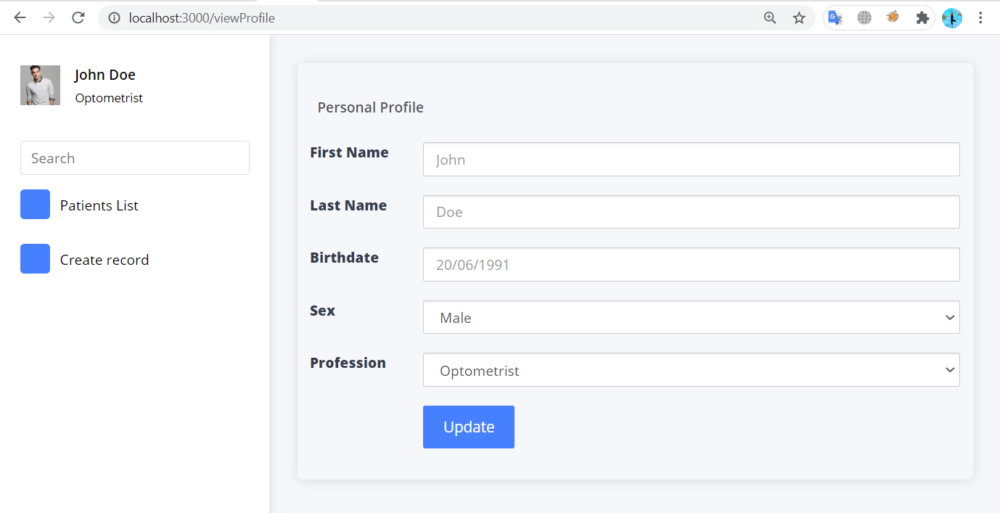 localhost:3000/viewProfile
John Doe
Optometrist
Search
Patients List
Create record
Personal Profile
First Name
John
Last Name
Doe
Birthdate
20/06/1991
Sex
Male
Profession
Optometrist
Update